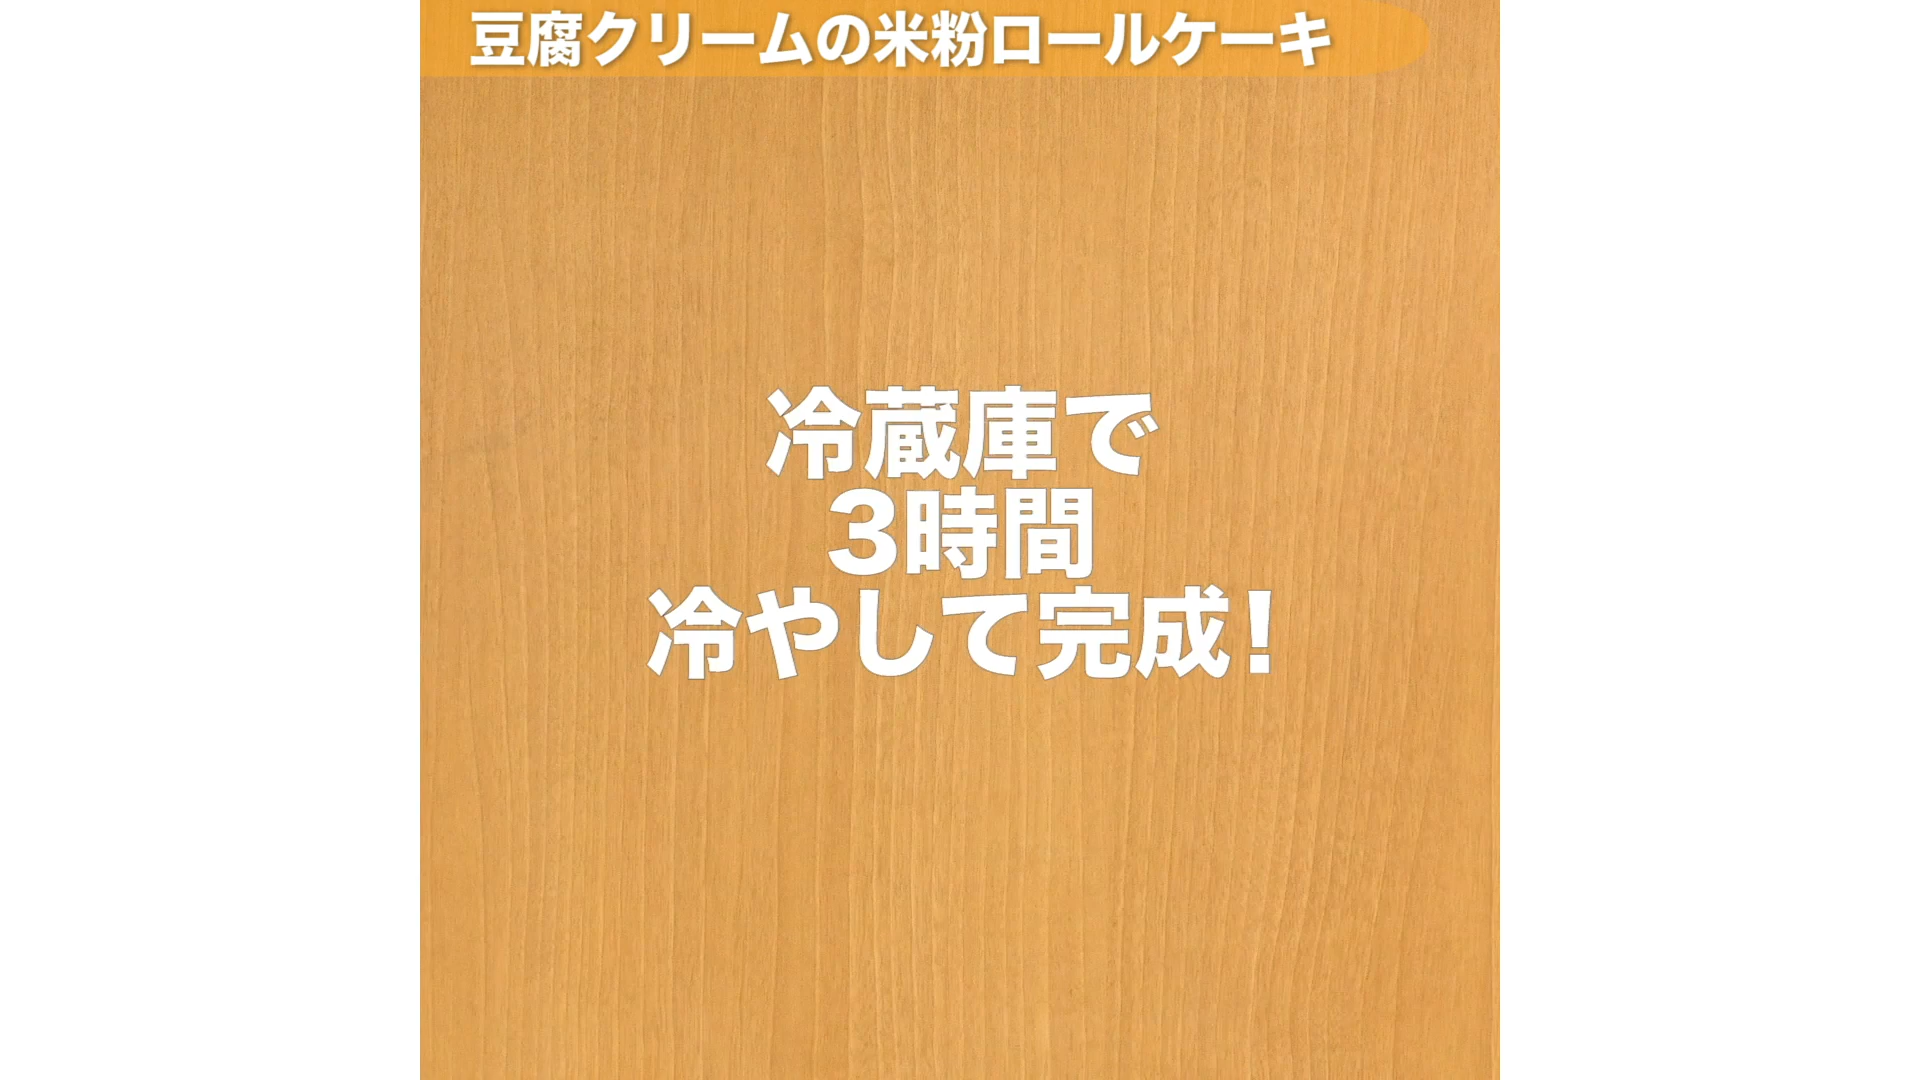 豆腐クリームの米粉ロールケーキ
冷蔵庫で
3時間
冷やして完成!